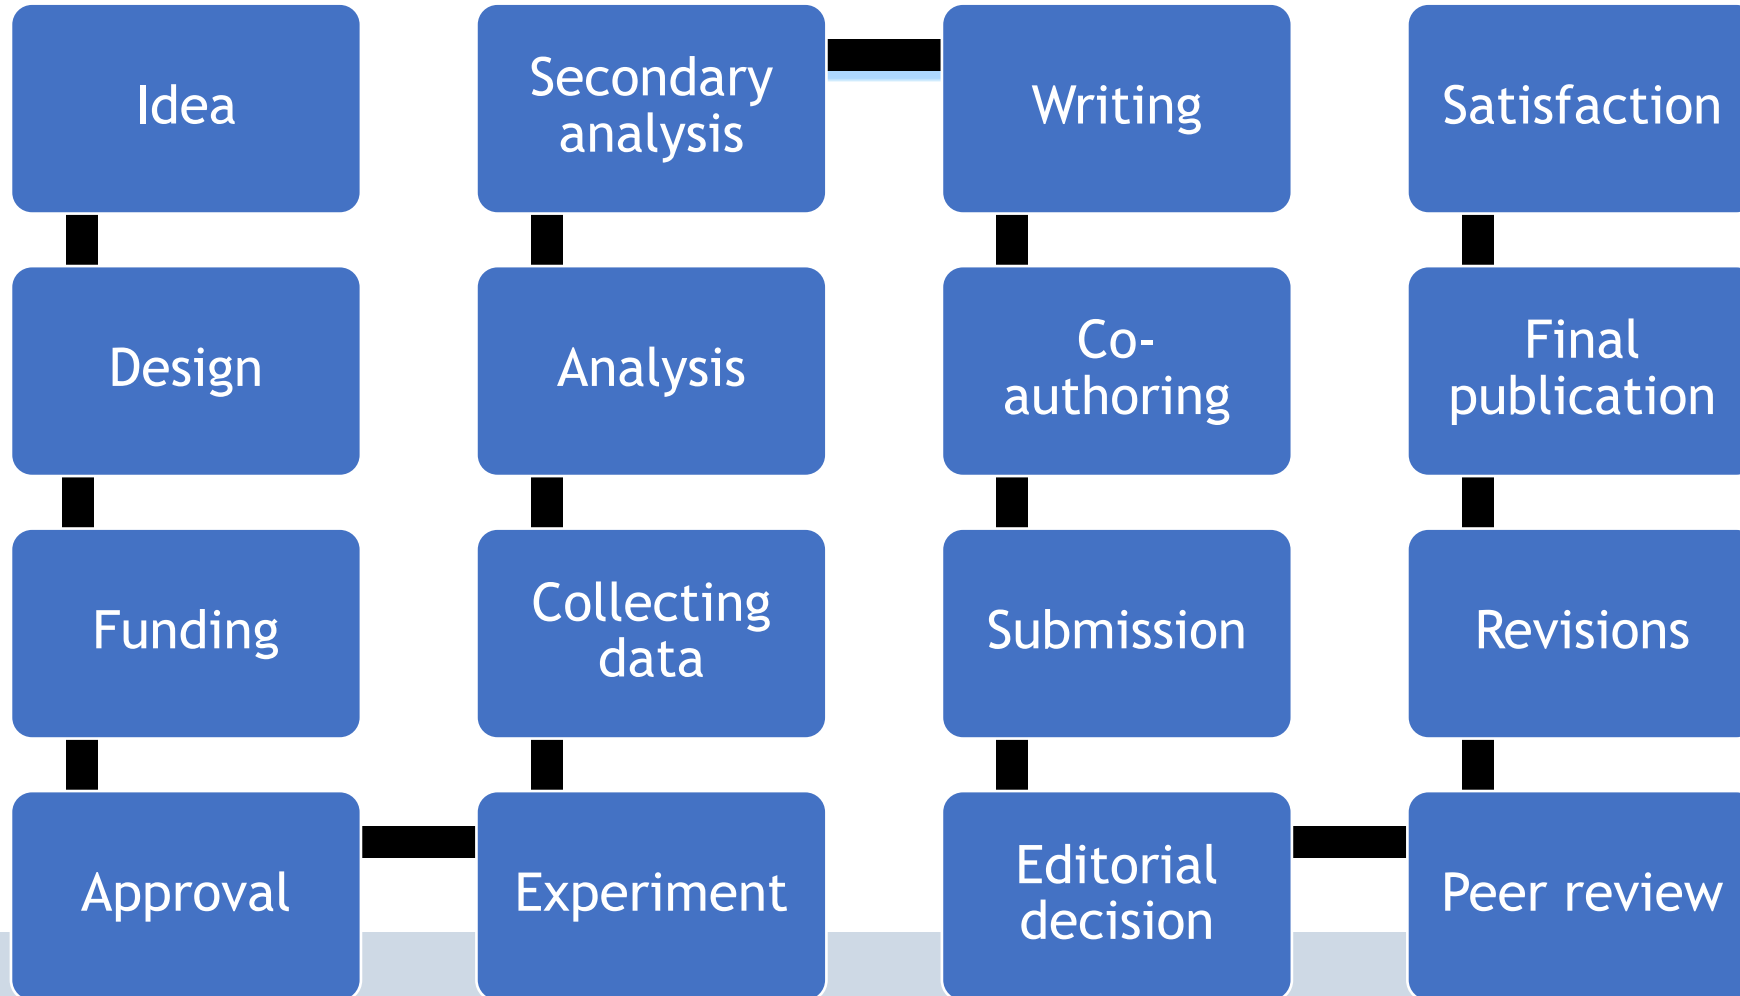 Idea
Design
Funding
Approval
Experiment
Collecting
data
Analysis
Secondary
analysis
Writing
Co-
authoring
Submission
Editorial
decision
Peer review
Revisions
Final
publication
Satisfaction